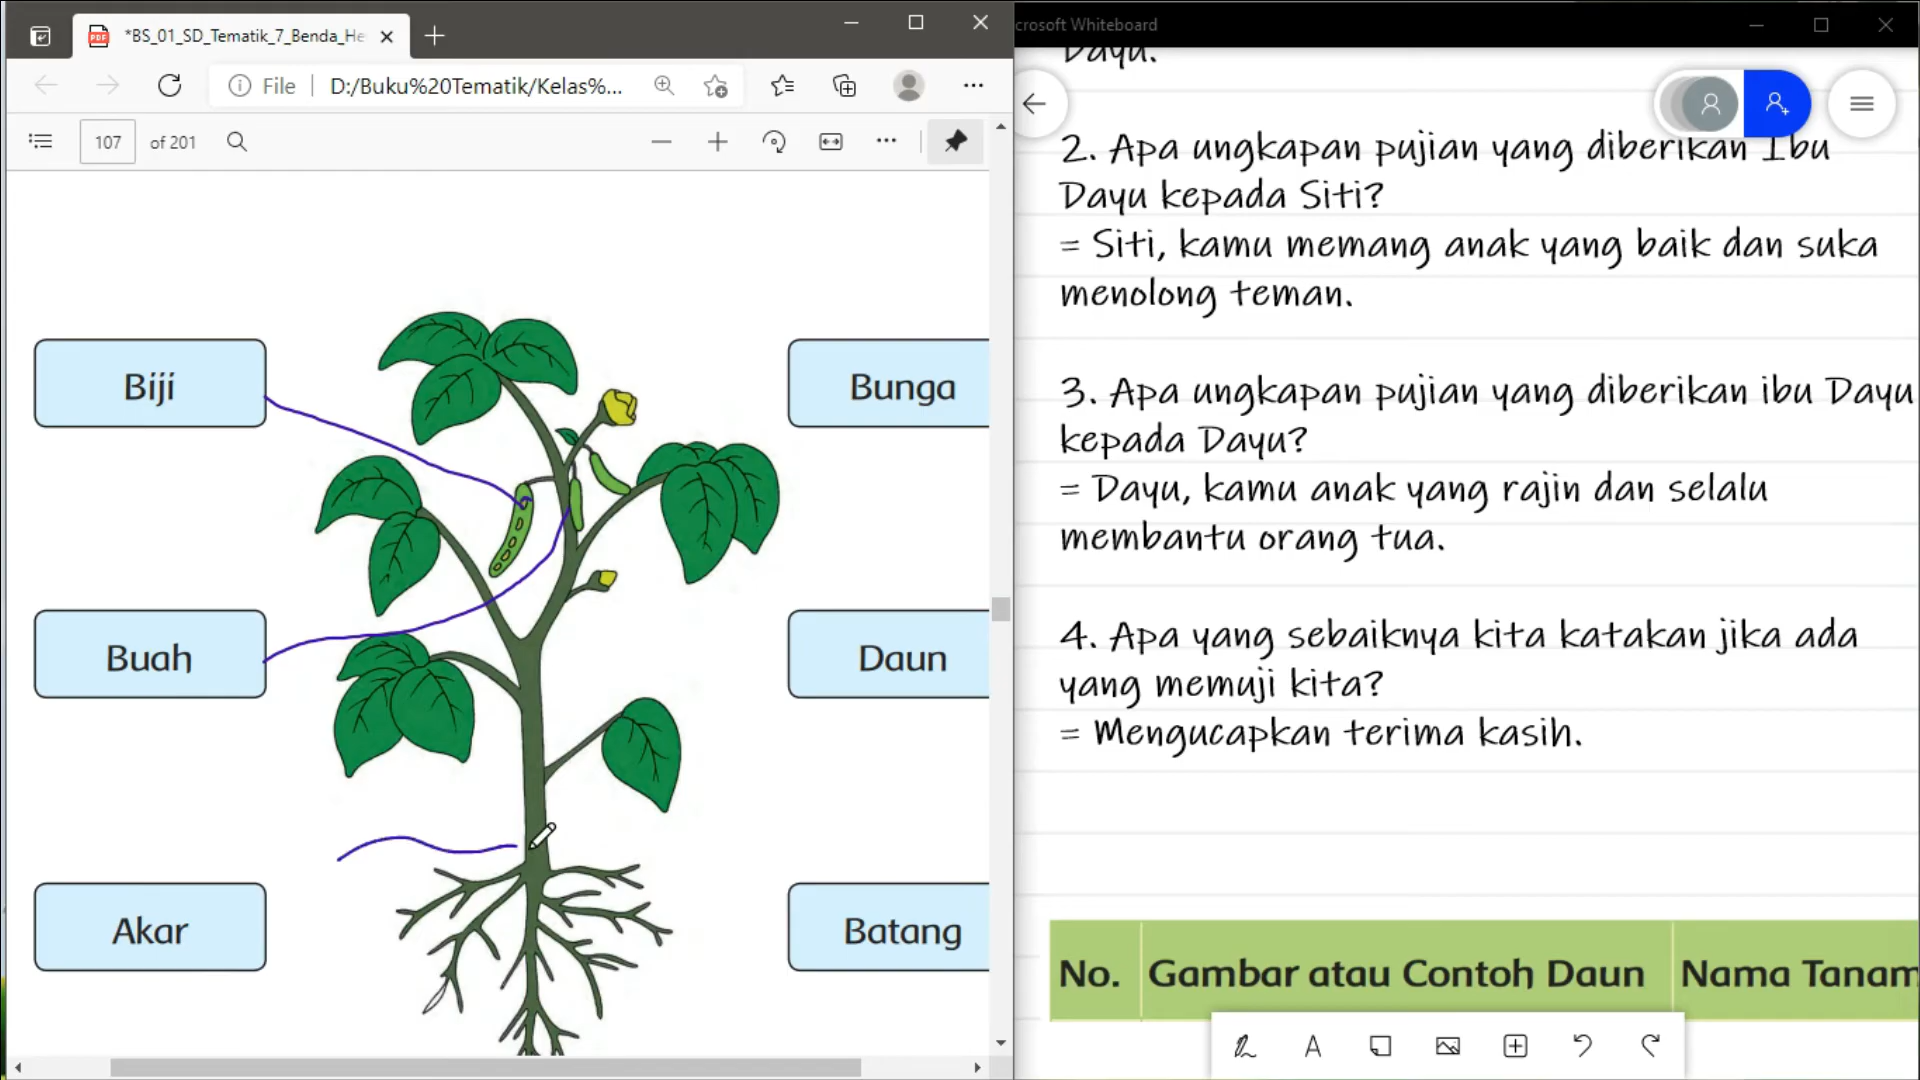 *BS_01_SD_Tematik_7_Benda_He
File
D:/Buku%20Tematik/Kelas%...
107 of 201
Biji
Bunga
Buah
Daun
Akar
Batang
crosoft Whiteboard
Dayu.
2. Apa ungkapan pujian yang diberikan Ibu
Dayu kepada Siti?
= Siti, kamu memang anak yang baik dan suka
menolong teman.
3. Apa ungkapan pujian yang diberikan ibu Dayu
kepada Dayu?
= Dayu, kamu anak yang rajin dan selalu
membantu orang tua.
4. Apa yang sebaiknya kita katakan jika ada
yang memuji kita?
= Mengucapkan terima kasih.
No. Gambar atau Contoh Daun Nama Tanam